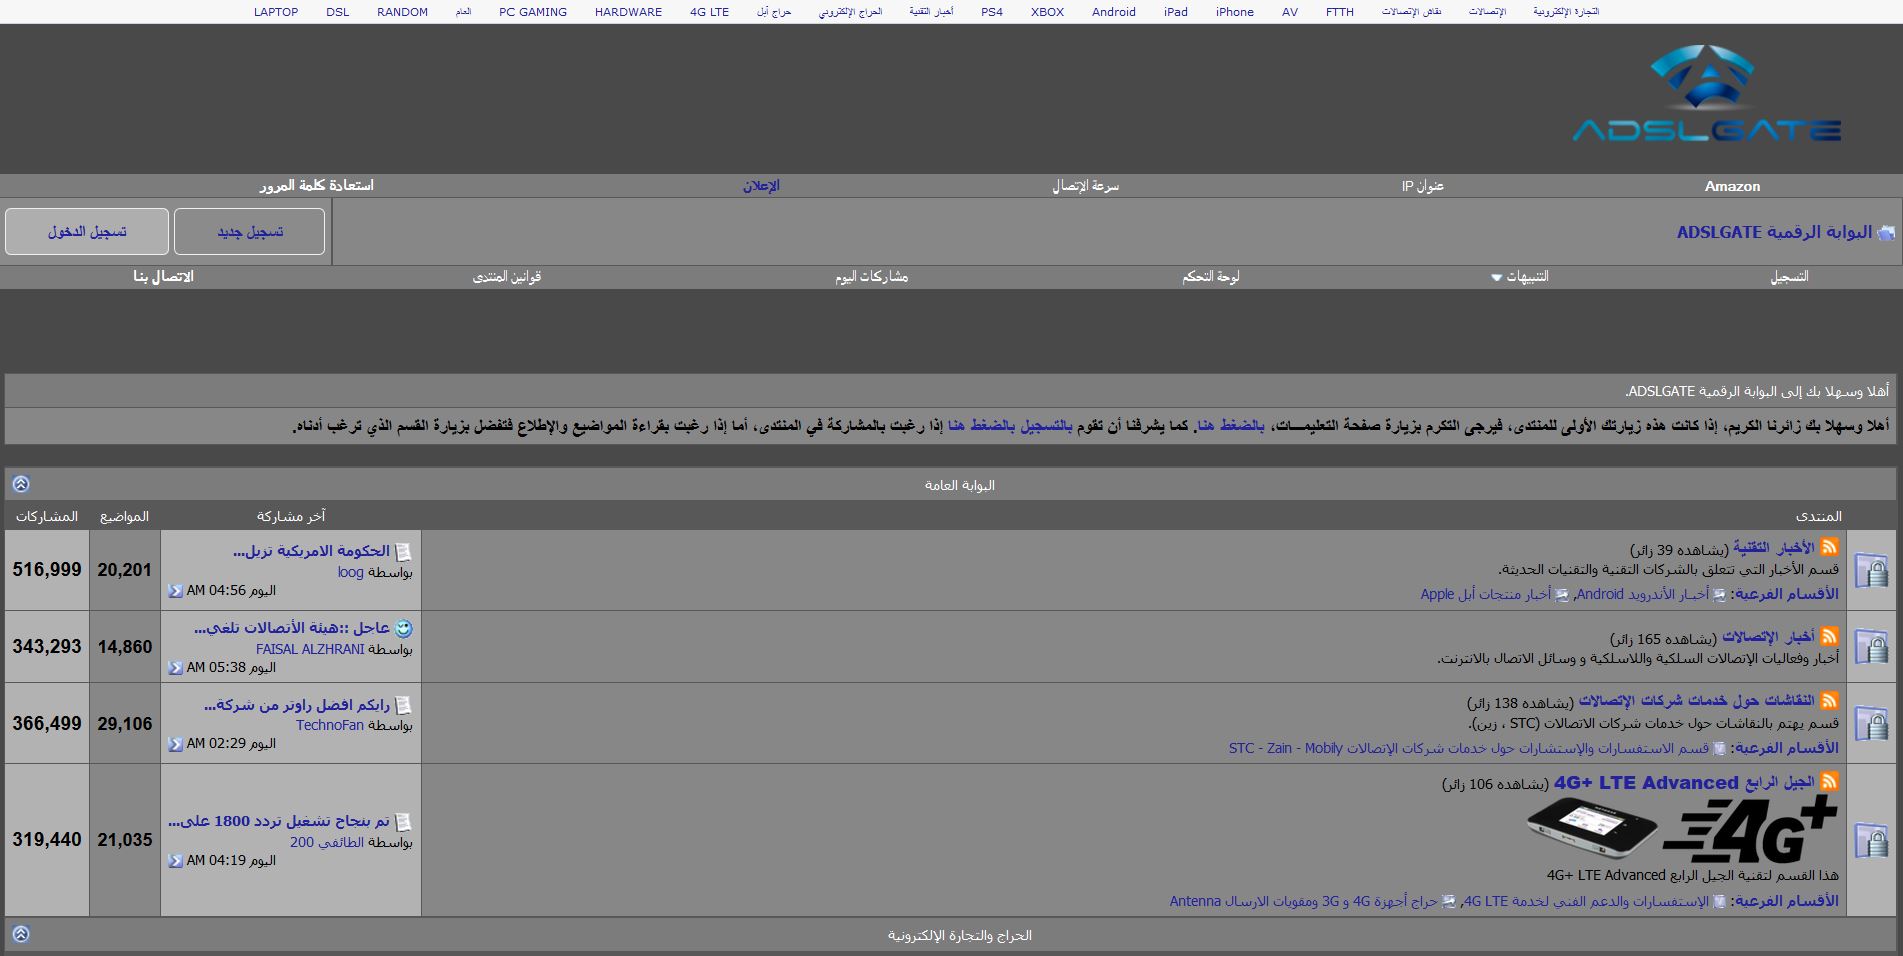 التجارة الإلكترونية الإتصالات نقاش الإتصالات FTTH AV iPhone iPad Android XBOX PS4 أخبار التقنية الحراج الإلكتروني حراج أبل 4G LTE HARDWARE PC GAMING العام RANDOM DSL LAPTOP
ADSLGATE
Amazon عنوان IP سرعة الإتصال الإعلان استعادة كلمة المرور
البوابة الرقمية ADSLGATE
تسجيل جديد تسجيل الدخول
التسجيل التنبيهات لوحة التحكم مشاركات اليوم قوانين المنتدى الاتصال بنا
أهلا وسهلا بك إلى البوابة الرقمية ADSLGATE.
أهلا وسهلا بك زائرنا الكريم، إذا كانت هذه زيارتك الأولى للمنتدى، فيرجى التكرم بزيارة صفحة التعليمـــات، بالضغط هنا. كما يشرفنا أن تقوم بالتسجيل بالضغط هنا إذا رغبت بالمشاركة في المنتدى، أما إذا رغبت بقراءة المواضيع والإطلاع فتفضل بزيارة القسم الذي ترغب أدناه.
البوابة العامة
المنتدى آخر مشاركة المواضيع المشاركات
الأخبار التقنية (يشاهده 39 زائر)
قسم الأخبار التي تتعلق بالشركات التقنية والتقنيات الحديثة.
الأقسام الفرعية: أخبار الأندرويد Android, أخبار منتجات أبل Apple
الحكومة الامريكية تزيل...
بواسطة loog
اليوم 04:56 AM
20,201 516,999
أخبار الإتصالات (يشاهده 165 زائر)
أخبار وفعاليات الإتصالات السلكية واللاسلكية و وسائل الاتصال بالانترنت.
عاجل ::هيئة الأتصالات تلغي...
بواسطة FAISAL ALZHRANI
اليوم 05:38 AM
14,860 343,293
النقاشات حول خدمات شركات الإتصالات (يشاهده 138 زائر)
قسم يهتم بالنقاشات حول خدمات شركات الاتصالات (STC ، زين).
الأقسام الفرعية: قسم الاستفسارات والإستشارات حول خدمات شركات الإتصالات STC - Zain - Mobily
رايكم افضل راوتر من شركة...
بواسطة TechnoFan
اليوم 02:29 AM
29,106 366,499
الجيل الرابع 4G+ LTE Advanced (يشاهده 106 زائر)
4G+
هذا القسم لتقنية الجيل الرابع 4G+ LTE Advanced
الأقسام الفرعية: الإستفسارات والدعم الفني لخدمة 4G LTE, حراج أجهزة 4G و 3G ومقويات الارسال Antenna
تم بنجاح تشغيل تردد 1800 على...
بواسطة الطائفي 200
اليوم 04:19 AM
21,035 319,440
الحراج والتجارة الإلكترونية